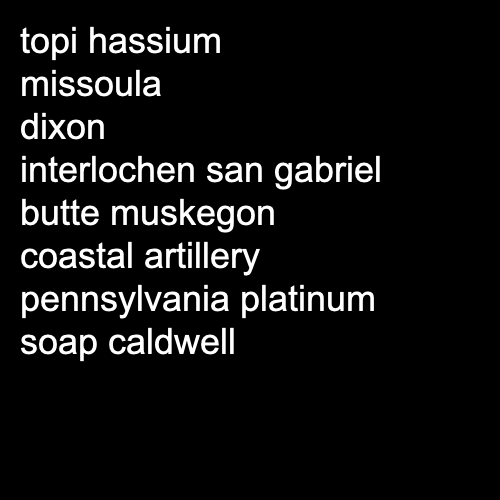 topi hassium
missoula
dixon
interlochen san gabriel
butte muskegon
coastal artillery
pennsylvania platinum
soap caldwell